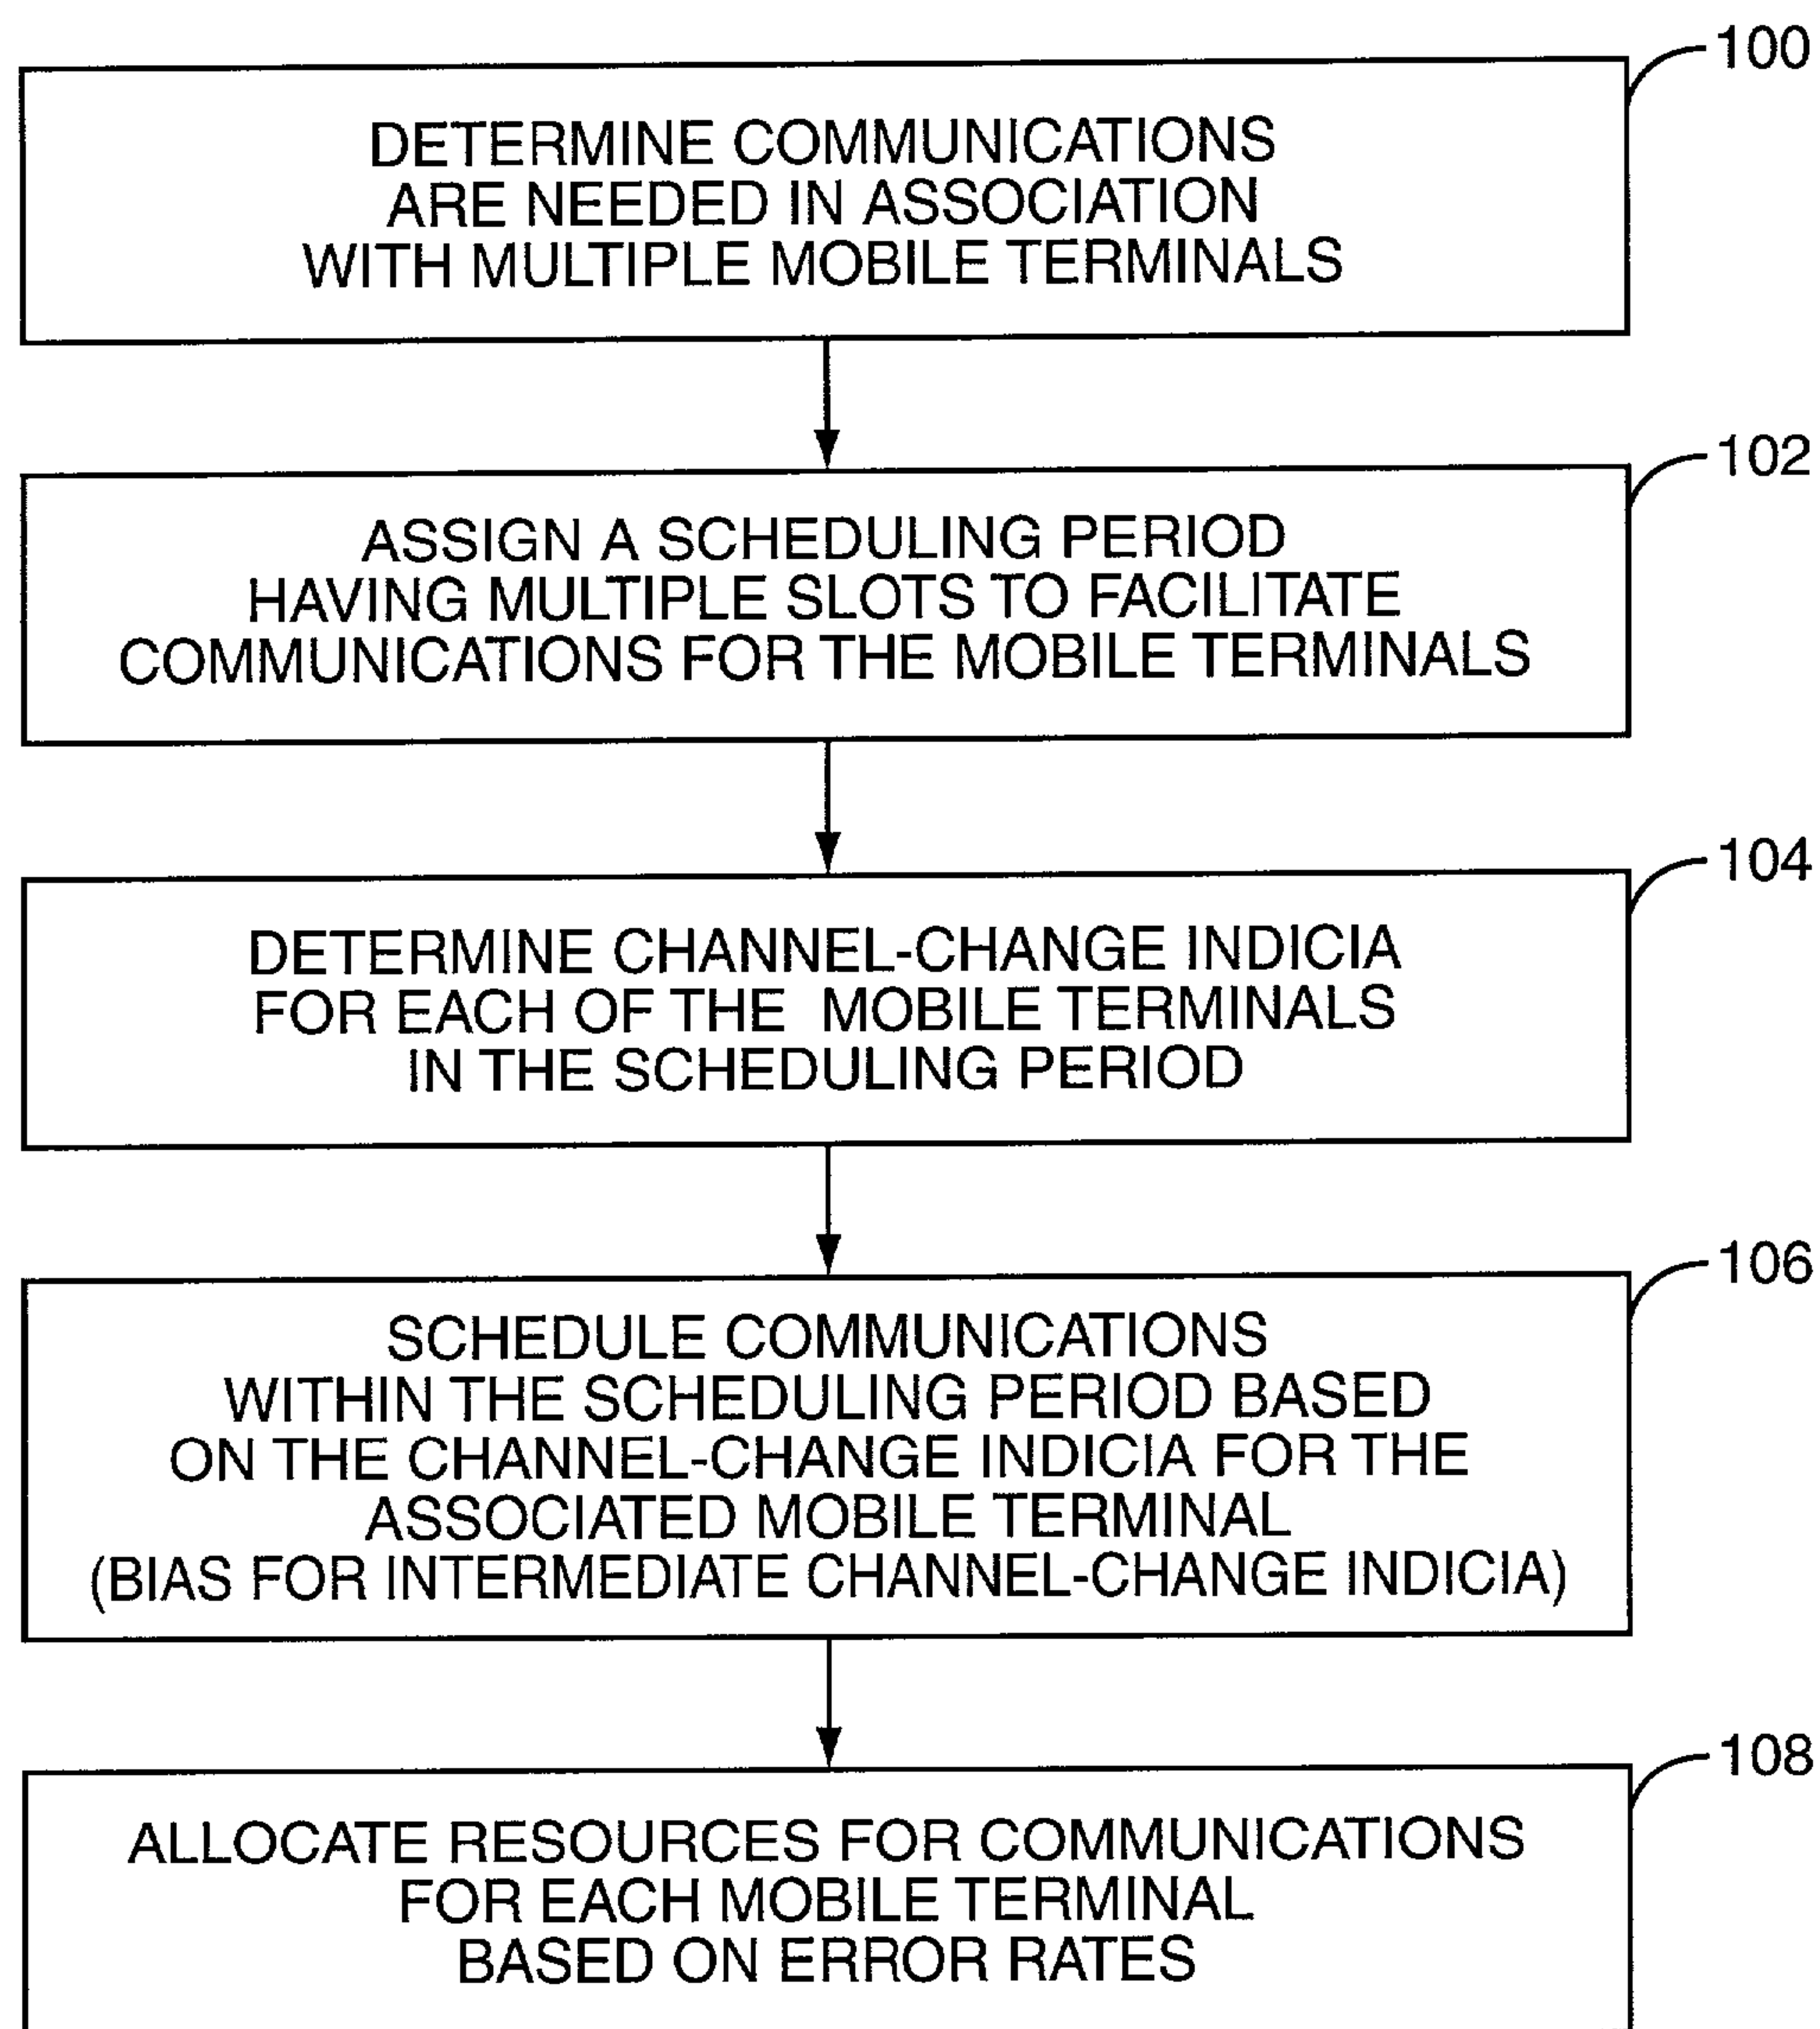 100
DETERMINE COMMUNICATIONS
ARE NEEDED IN ASSOCIATION
WITH MULTIPLE MOBILE TERMINALS
102
ASSIGN A SCHEDULING PERIOD
HAVING MULTIPLE SLOTS TO FACILITATE
COMMUNICATIONS FOR THE MOBILE TERMINALS
104
DETERMINE CHANNEL-CHANGE INDICIA
FOR EACH OF THE MOBILE TERMINALS
IN THE SCHEDULING PERIOD
106
SCHEDULE COMMUNICATIONS
WITHIN THE SCHEDULING PERIOD BASED
ON THE CHANNEL-CHANGE INDICIA FOR THE
ASSOCIATED MOBILE TERMINAL
(BIAS FOR INTERMEDIATE CHANNEL-CHANGE INDICIA)
108
ALLOCATE RESOURCES FOR COMMUNICATIONS
FOR EACH MOBILE TERMINAL
BASED ON ERROR RATES